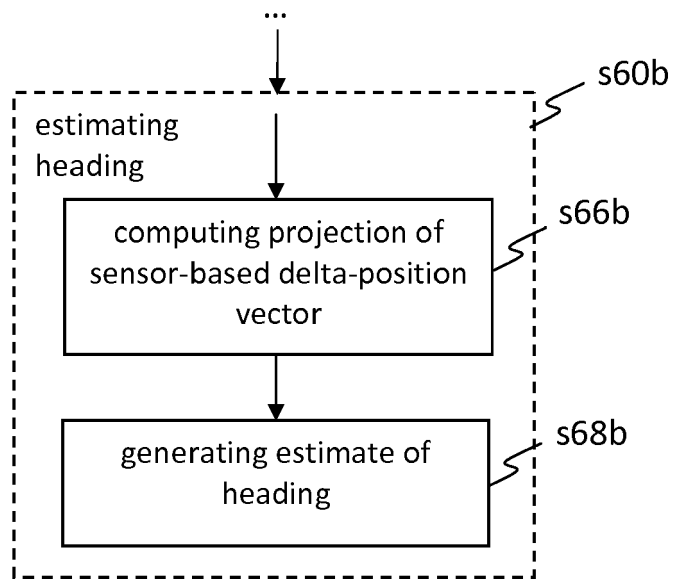 ...
s60b
estimating
heading
s66b
computing projection of
sensor-based delta-position
vector
s68b
generating estimate of
heading